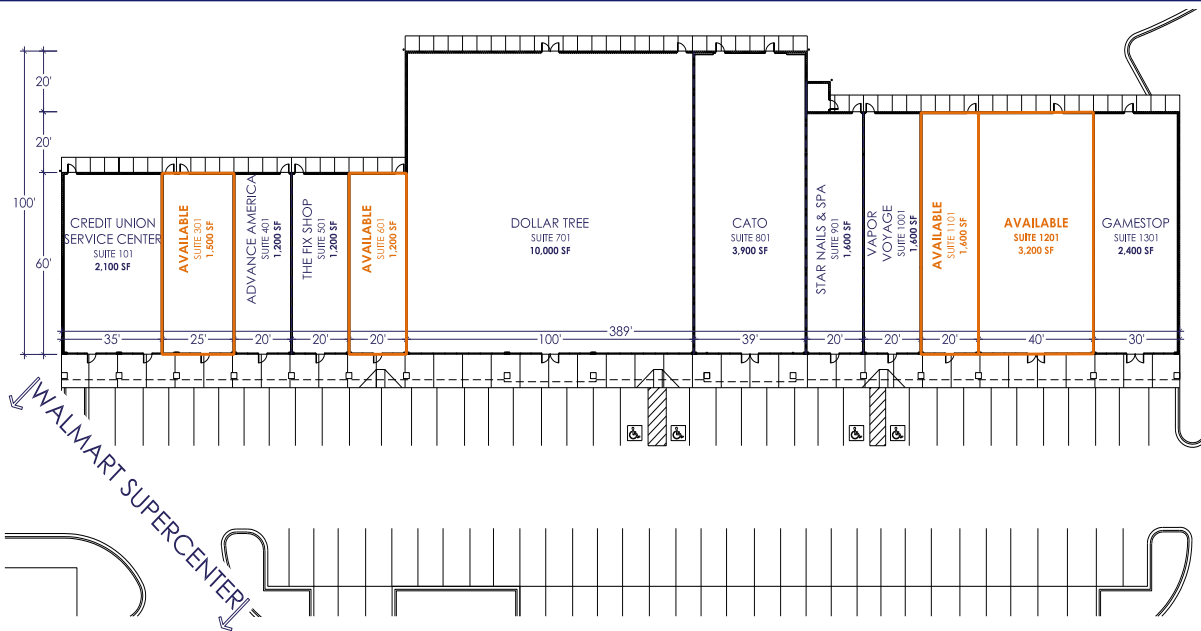 20'
20'
100'
60'
CREDIT UNION
SERVICE CENTER
SUITE 101
2,100 SF
AVAILABLE
SUITE 301
1,500 SF
ADVANCE AMERICA
SUITE 401
1,200 SF
THE FIX SHOP
SUITE 501
1,200 SF
AVAILABLE
SUITE 601
1,200 SF
DOLLAR TREE
SUITE 701
10,000 SF
CATO
SUITE 801
3,900 SF
STAR NAILS & SPA
SUITE 901
1,600 SF
VAPOR
VOYAGE
SUITE 1001
1,600 SF
AVAILABLE
SUITE 1101
1,600 SF
AVAILABLE
SUITE 1201
3,200 SF
GAMESTOP
SUITE 1301
2,400 SF
389'
35'
25'
20'
20'
20'
100'
39'
20'
20'
20'
40'
30'
WALMART SUPERCENTER